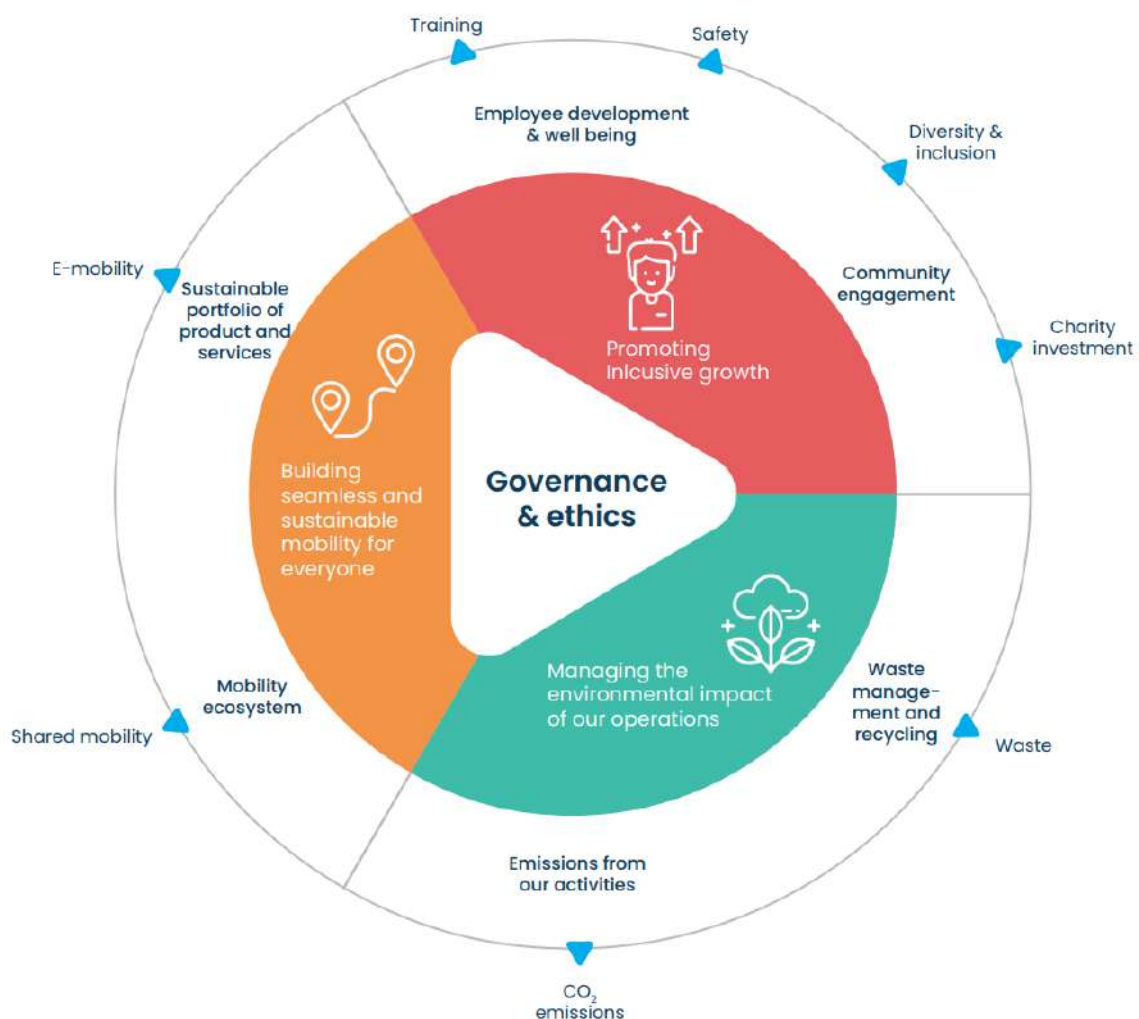 Training
Safety
Employee development
& well being
Diversity &
inclusion
E-mobility
Sustainable
portfolio of
product and
services
Community
engagement
Charity
investment
Promoting
Inlcusive growth
Building
seamless and
sustainable
mobility for
everyone
Governance
& ethics
Managing the
environmental impact
of our operations
Waste
manage-
ment and
recycling
Waste
Mobility
ecosystem
Shared mobility
Emissions from
our activities
CO₂
emissions